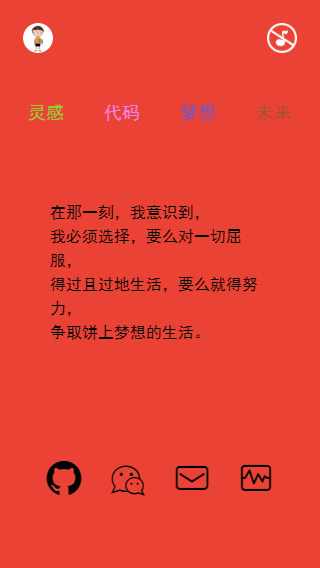 灵感 代码 梦想 未来
在那一刻，我意识到，
我必须选择，要么对一切屈
服，
得过且过地生活，要么就得努
力，
争取饼上梦想的生活。